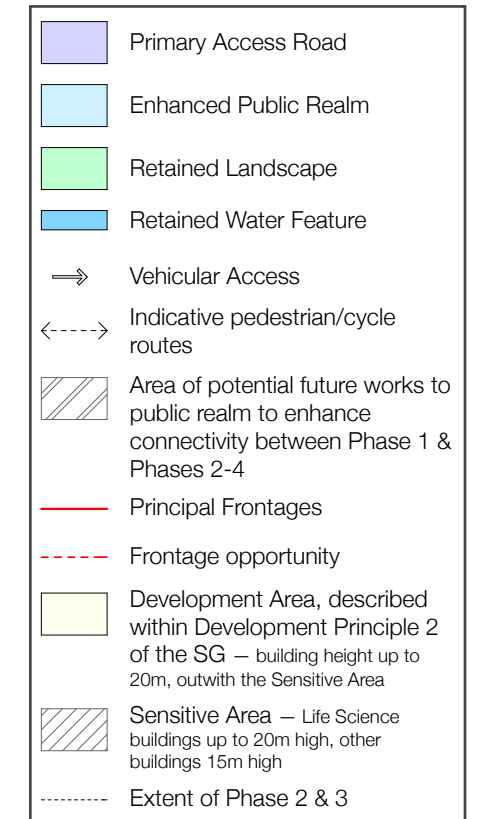 Primary Access Road
Enhanced Public Realm
Retained Landscape
Retained Water Feature
Vehicular Access
Indicative pedestrian/cycle
routes
Area of potential future works to
public realm to enhance
connectivity between Phase 1 &
Phases 2-4
Principal Frontages
Frontage opportunity
Development Area, described
within Development Principle 2
of the SG – building height up to
20m, outwith the Sensitive Area
Sensitive Area – Life Science
buildings up to 20m high, other
buildings 15m high
Extent of Phase 2 & 3